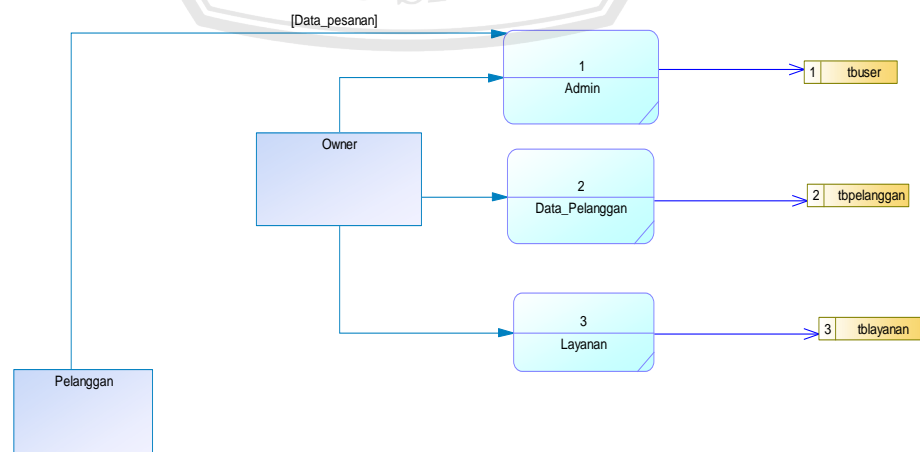 [Data_pesanan]
1
Admin
1 tbuser
Owner
2
Data_Pelanggan
2 tbpelanggan
3
Layanan
3 tblayanan
Pelanggan